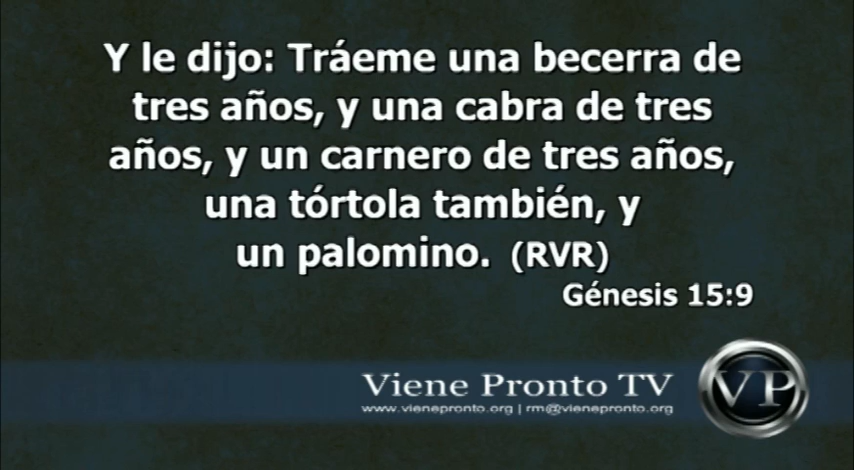 Y le dijo: Tráeme una becerra de
tres años, y una cabra de tres
años, y un carnero de tres años,
una tórtola también, y
un palomino. (RVR)
Génesis 15:9
Viene Pronto TV
www.vienepronto.org | rm@vienepronto.org
VP